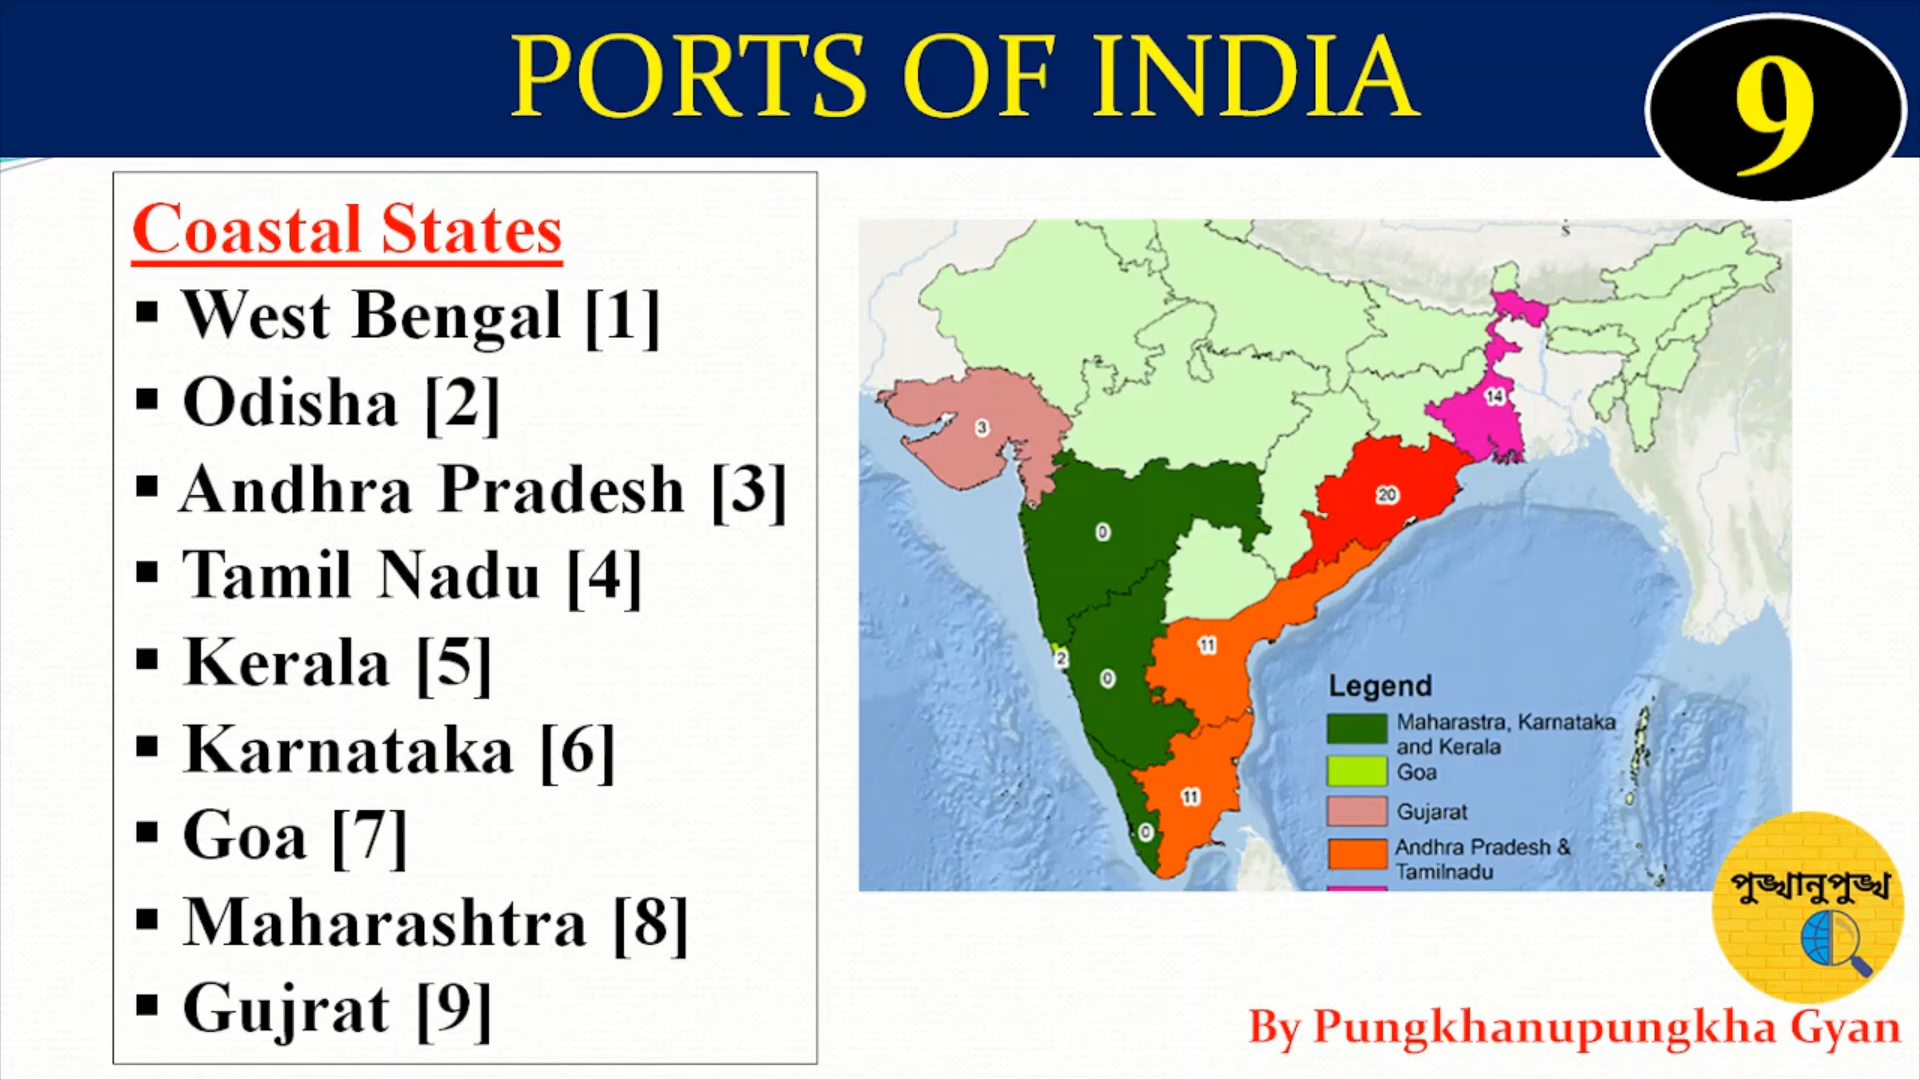 PORTS OF INDIA
9
Coastal States
▪ West Bengal [1]
▪ Odisha [2]
▪ Andhra Pradesh [3]
▪ Tamil Nadu [4]
▪ Kerala [5]
▪ Karnataka [6]
▪ Goa [7]
▪ Maharashtra [8]
▪ Gujrat [9]
S
14
3
20
0
11
2
0
11
0
Legend
Maharastra, Karnataka
and Kerala
Goa
Gujarat
Andhra Pradesh &
Tamilnadu
পুঙ্খানুপুঙ্খ
By Pungkhanupungkha Gyan